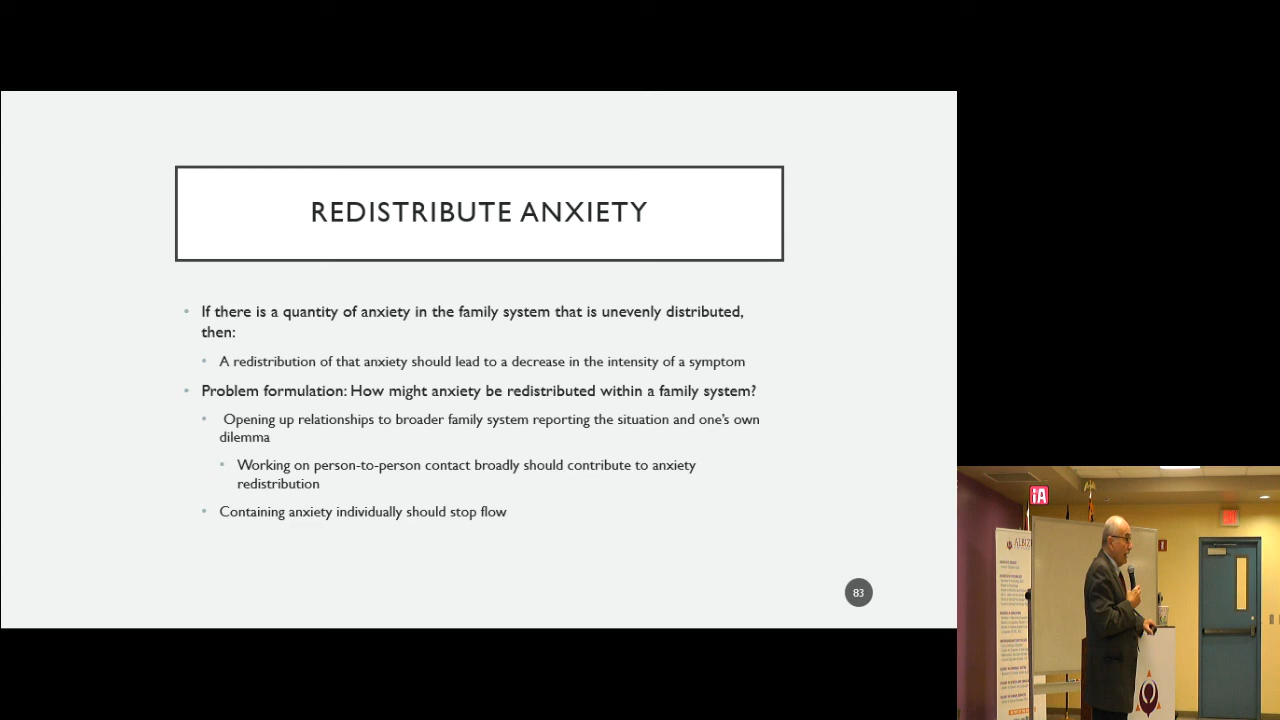 REDISTRIBUTE ANXIETY
• If there is a quantity of anxiety in the family system that is unevenly distributed,
then:
• A redistribution of that anxiety should lead to a decrease in the intensity of a symptom
• Problem formulation: How might anxiety be redistributed within a family system?
• Opening up relationships to broader family system reporting the situation and one's own
dilemma
• Working on person-to-person contact broadly should contribute to anxiety
redistribution
• Containing anxiety individually should stop flow
83
iA
ALBIZ